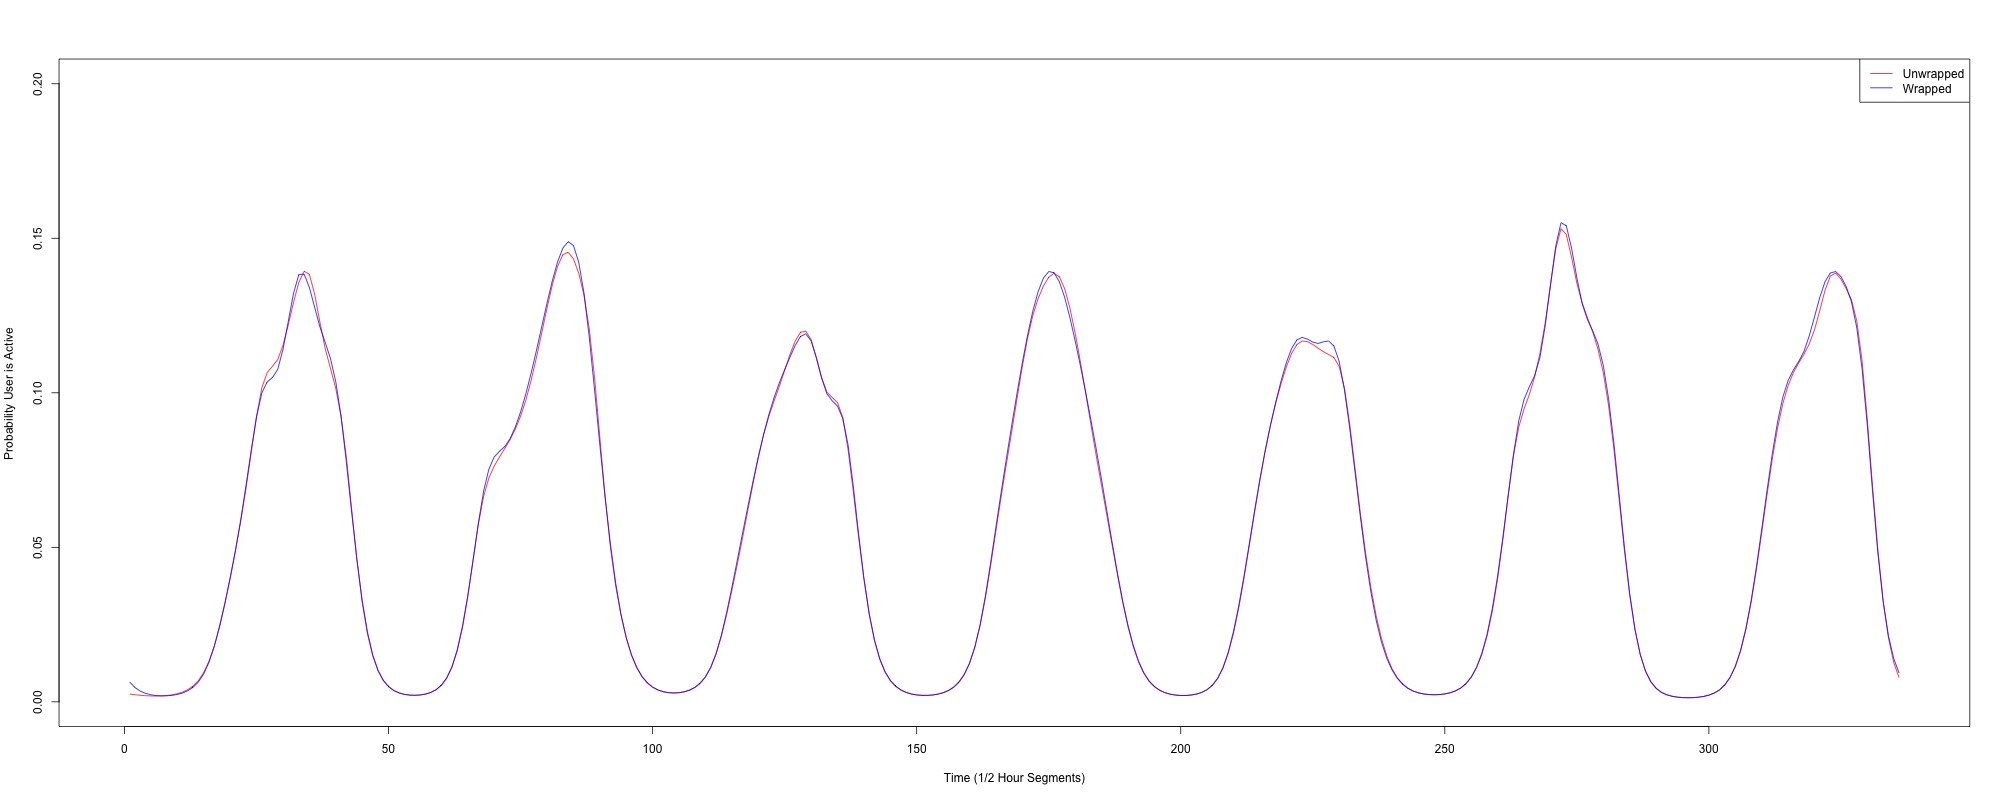 Unwrapped
Wrapped
0.20
0.15
0.10
0.05
0.00
Probability User is Active
0 50 100 150 200 250 300
Time (1/2 Hour Segments)